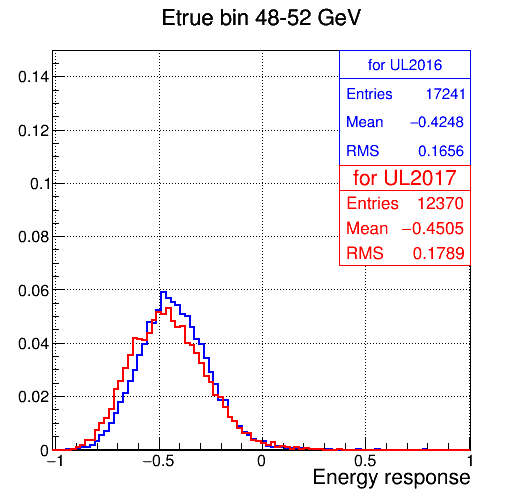 Etrue bin 48-52 GeV
for UL2016
Entries 17241
Mean −0.4248
RMS 0.1656
for UL2017
Entries 12370
Mean −0.4505
RMS 0.1789
0.14
0.12
0.1
0.08
0.06
0.04
0.02
0
−1 −0.5 0 0.5 1
Energy response